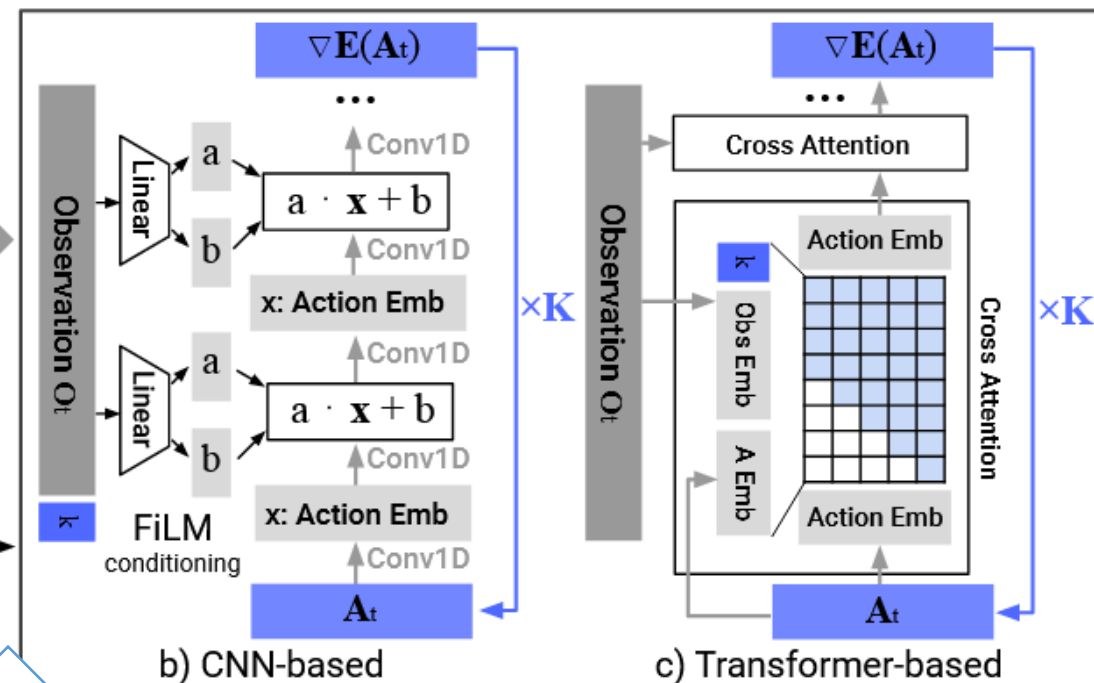 ∇E(At)
...
Conv1D
Observation Ot
Linear
a
b
a · x + b
Conv1D
x: Action Emb
Conv1D
Linear
a
b
a · x + b
Conv1D
x: Action Emb
k
FiLM
conditioning
Conv1D
At
×K
b) CNN-based
∇E(At)
...
Cross Attention
Observation Ot
Action Emb
k
Obs Emb
A Emb
Cross Attention
Action Emb
At
×K
c) Transformer-based